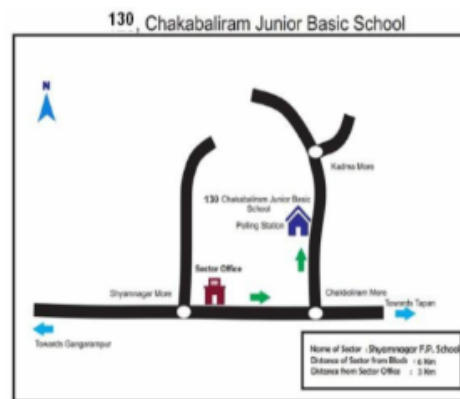 130, Chakabaliram Junior Basic School
N
Kadma More
130 Chakabaliram Junior Basic
School
Polling Station
Sector Office
Shyamnagar More
Chakbaliram More
Towards Tapan
Towards Gangarampur
Name of Sector : Shyamnagar F.P. School
Distance of Sector from Block : 6 Km
Distance from Sector Office : 3 Km